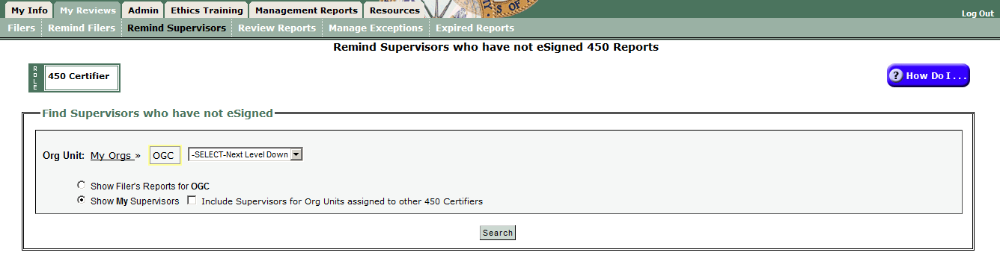 My Info My Reviews Admin Ethics Training Management Reports Resources
Log Out
Filers Remind Filers Remind Supervisors Review Reports Manage Exceptions Expired Reports
Remind Supervisors who have not eSigned 450 Reports
ROLE 450 Certifier
? How Do I . . .
Find Supervisors who have not eSigned
Org Unit: My Orgs » OGC -SELECT-Next Level Down
Show Filer's Reports for OGC
Show My Supervisors Include Supervisors for Org Units assigned to other 450 Certifiers
Search